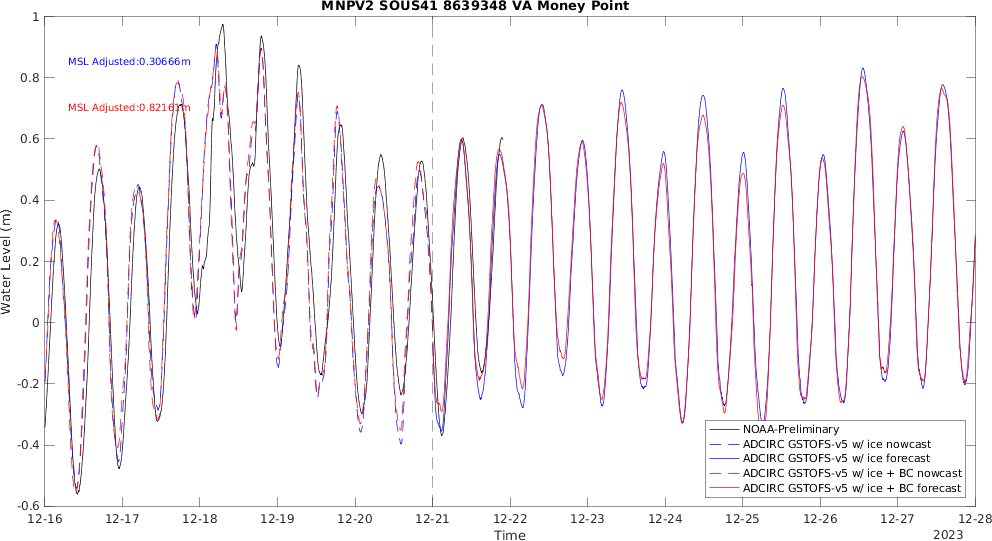 MNPV2 SOUS41 8639348 VA Money Point
1
0.8
0.6
0.4
0.2
0
-0.2
-0.4
-0.6
Water Level (m)
MSL Adjusted:0.30666m
MSL Adjusted:0.82161m
NOAA-Preliminary
ADCIRC GSTOFS-v5 w/ ice nowcast
ADCIRC GSTOFS-v5 w/ ice forecast
ADCIRC GSTOFS-v5 w/ ice + BC nowcast
ADCIRC GSTOFS-v5 w/ ice + BC forecast
12-16 12-17 12-18 12-19 12-20 12-21 12-22 12-23 12-24 12-25 12-26 12-27 12-28
Time
2023